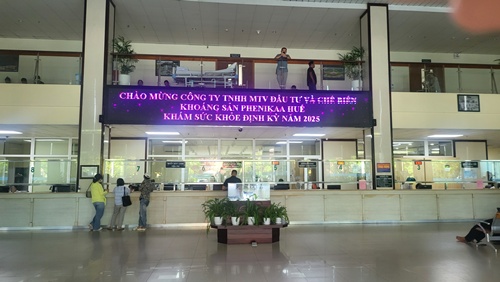 CHÀO MỪNG CÔNG TY TNHH MTV ĐẦU TƯ VÀ CHẾ BIẾN
KHOÁNG SẢN PHENIKAA HUẾ
KHÁM SỨC KHỎE ĐỊNH KỲ NĂM 2025